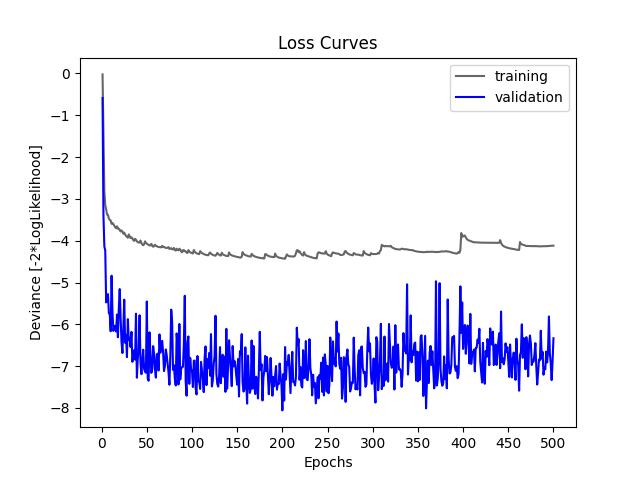 Loss Curves
training
validation
Deviance [-2*LogLikelihood]
0
−1
−2
−3
−4
−5
−6
−7
−8
0 50 100 150 200 250 300 350 400 450 500
Epochs